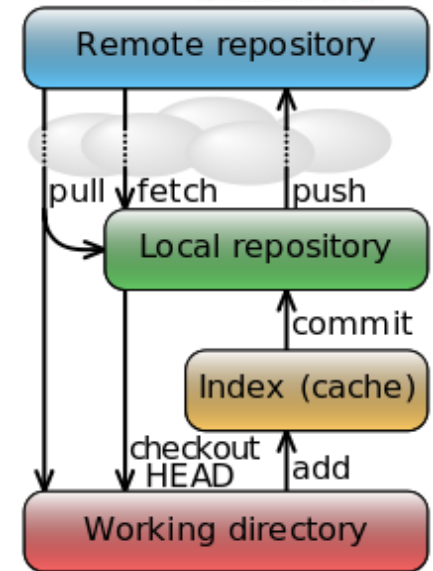 Remote repository
pull fetch push
Local repository
commit
Index (cache)
checkout
HEAD add
Working directory